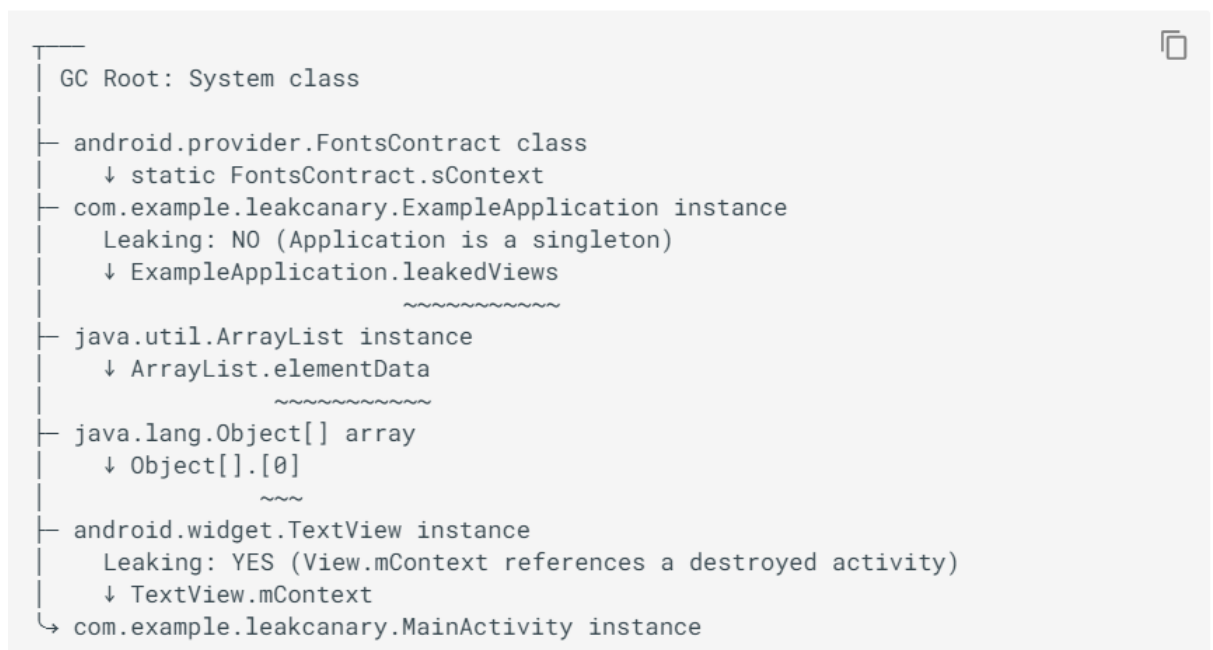 ┬───
│ GC Root: System class
│
├─ android.provider.FontsContract class
│    ↓ static FontsContract.sContext
├─ com.example.leakcanary.ExampleApplication instance
│    Leaking: NO (Application is a singleton)
│    ↓ ExampleApplication.leakedViews
│                         ~~~~~~~~~~~
├─ java.util.ArrayList instance
│    ↓ ArrayList.elementData
│                ~~~~~~~~~~~
├─ java.lang.Object[] array
│    ↓ Object[].[0]
│               ~~~
├─ android.widget.TextView instance
│    Leaking: YES (View.mContext references a destroyed activity)
│    ↓ TextView.mContext
╰→ com.example.leakcanary.MainActivity instance